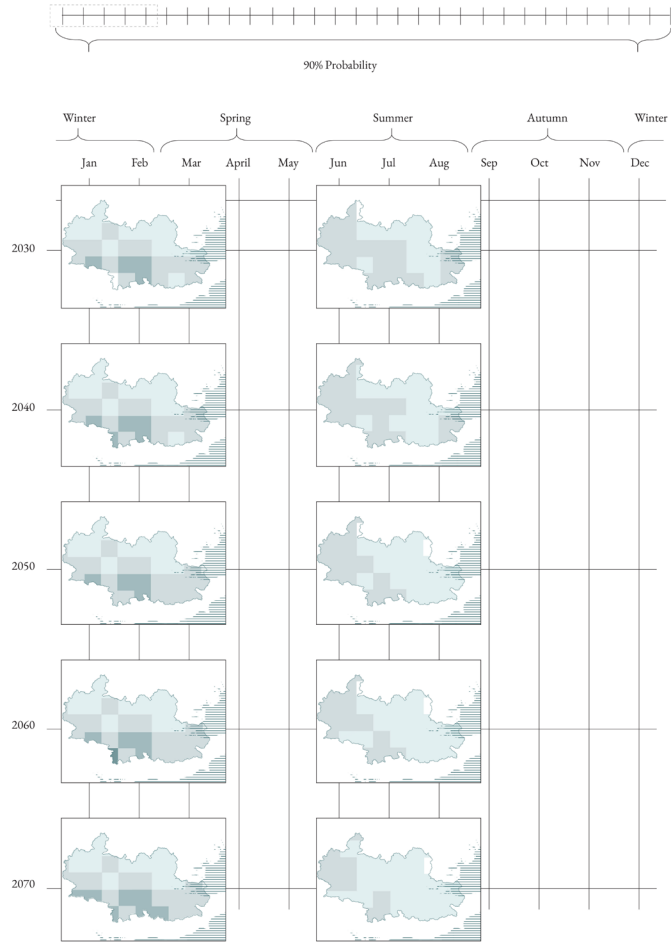 90% Probability
Winter Spring Summer Autumn Winter
Jan Feb Mar April May Jun Jul Aug Sep Oct Nov Dec
2030
2040
2050
2060
2070